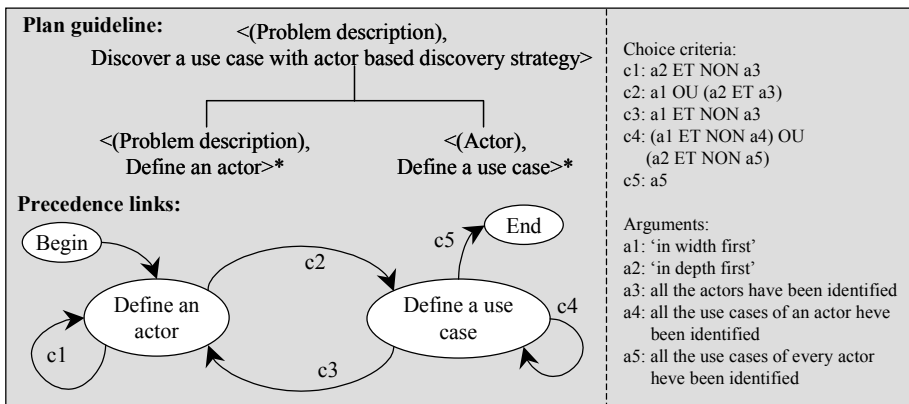 Plan guideline:
<(Problem description),
Discover a use case with actor based discovery strategy>
<(Problem description),
Define an actor>*
<(Actor),
Define a use case>*
Precedence links:
Begin
End
c5
c2
Define an
actor
Define a use
case
c4
c1
c3
Choice criteria:
c1: a2 ET NON a3
c2: a1 OU (a2 ET a3)
c3: a1 ET NON a3
c4: (a1 ET NON a4) OU
(a2 ET NON a5)
c5: a5
Arguments:
a1: ‘in width first’
a2: ‘in depth first’
a3: all the actors have been identified
a4: all the use cases of an actor heve
been identified
a5: all the use cases of every actor
heve been identified